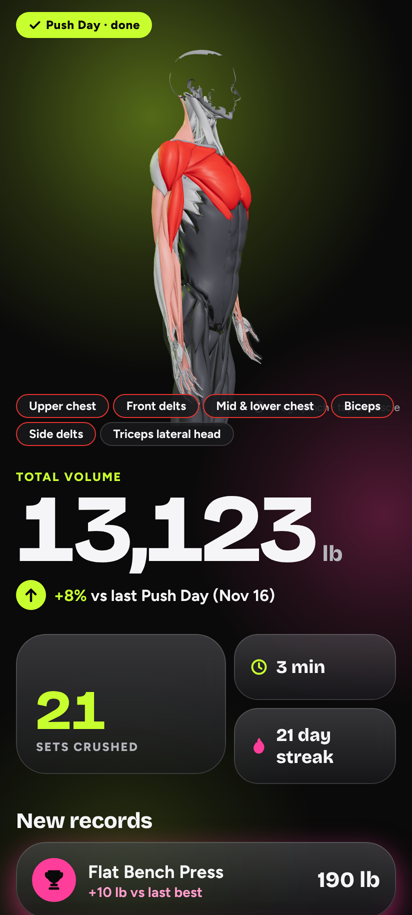 Push Day · done
Upper chest
Front delts
Mid & lower chest
Biceps
Side delts
Triceps lateral head
TOTAL VOLUME
13,123 lb
+8% vs last Push Day (Nov 16)
21
SETS CRUSHED
3 min
21 day
streak
New records
Flat Bench Press
+10 lb vs last best
190 lb